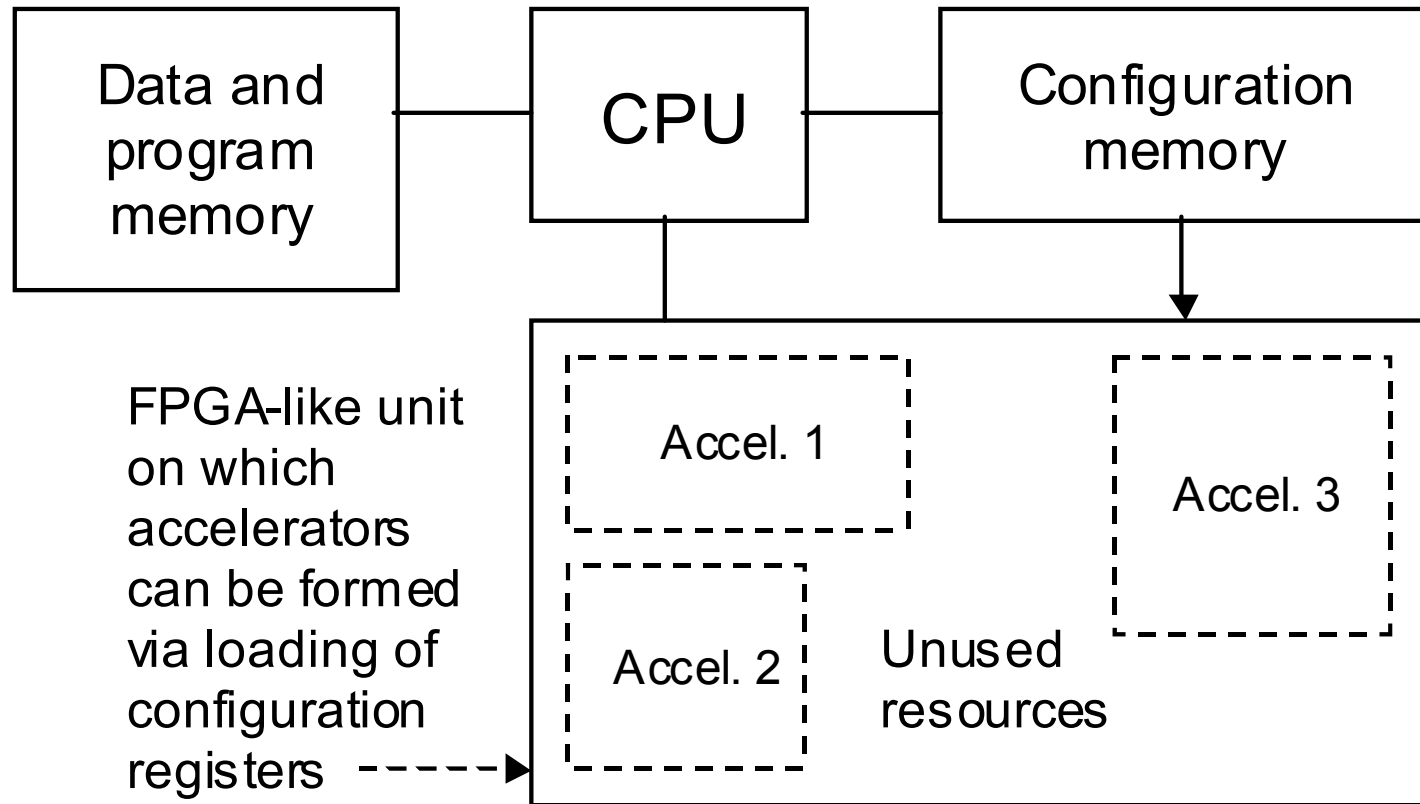 Data and
program
memory
CPU
Configuration
memory
FPGA-like unit
on which
accelerators
can be formed
via loading of
configuration
registers
Accel. 1
Accel. 3
Accel. 2
Unused
resources